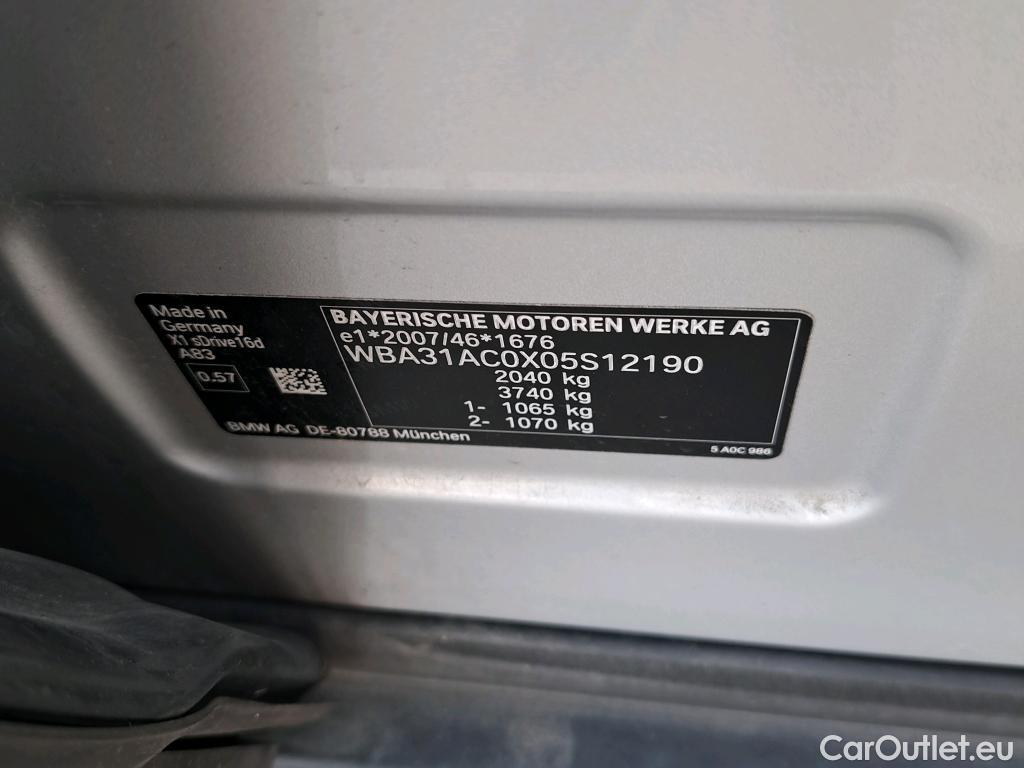 Made in
Germany
X1 sDrive16d
A83
0.57
BAYERISCHE MOTOREN WERKE AG
e1*2007/46*1676
WBA31AC0X05S12190
2040 kg
3740 kg
1- 1065 kg
2- 1070 kg
BMW AG DE-80788 München
5 A0C 986
CarOutlet.eu